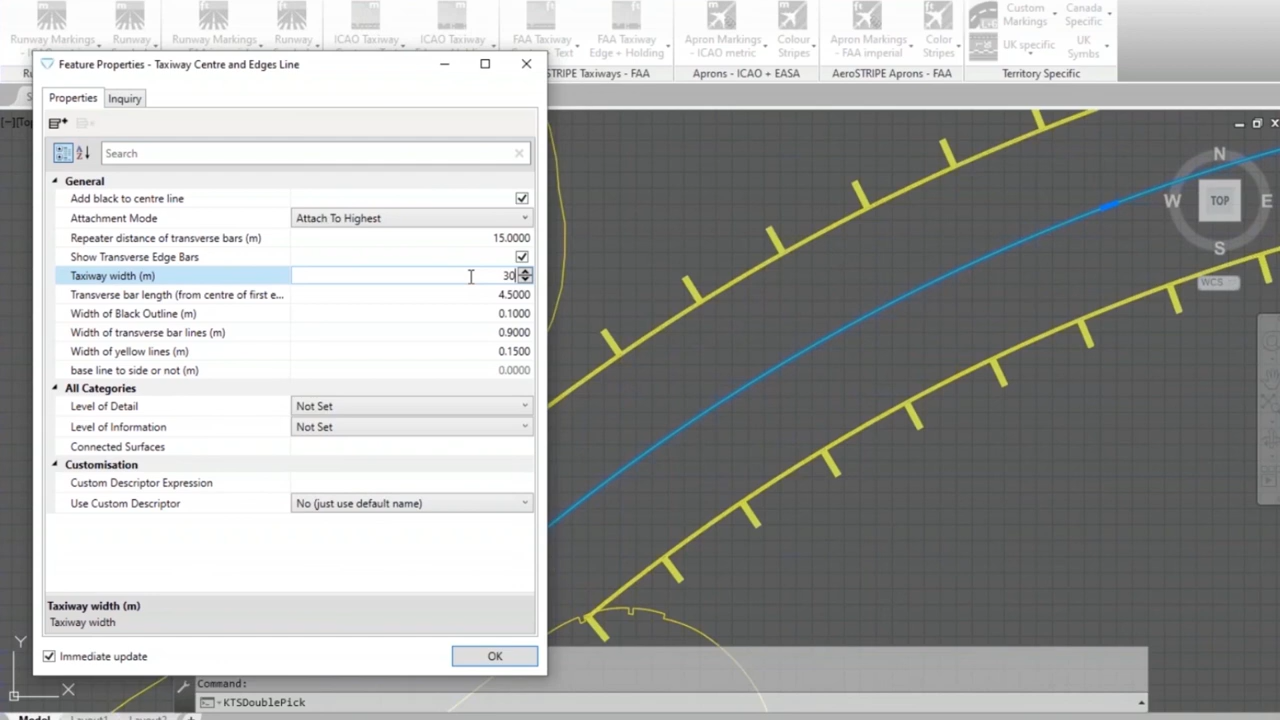 Runway Markings
Runway
Runway Markings
Runway
ICAO Taxiway
ICAO Taxiway
FAA Taxiway
FAA Taxiway
Edge + Holding
Apron Markings
- ICAO metric
Colour
Stripes
Apron Markings
- FAA imperial
Color
Stripes
Custom
Markings
UK specific
Canada
Specific
UK
Symbs
STRIPE Taxiways - FAA
Aprons - ICAO + EASA
AeroSTRIPE Aprons - FAA
Territory Specific
Feature Properties - Taxiway Centre and Edges Line
Properties
Inquiry
Search
General
Add black to centre line
Attachment Mode Attach To Highest
Repeater distance of transverse bars (m) 15.0000
Show Transverse Edge Bars
Taxiway width (m) 30
Transverse bar length (from centre of first e... 4.5000
Width of Black Outline (m) 0.1000
Width of transverse bar lines (m) 0.9000
Width of yellow lines (m) 0.1500
base line to side or not (m) 0.0000
All Categories
Level of Detail Not Set
Level of Information Not Set
Connected Surfaces
Customisation
Custom Descriptor Expression
Use Custom Descriptor No (just use default name)
Taxiway width (m)
Taxiway width
Immediate update
OK
N
W
TOP
E
S
WCS
Y
X
Command:
KTSDoublePick
Model Layout1 Layout2 +